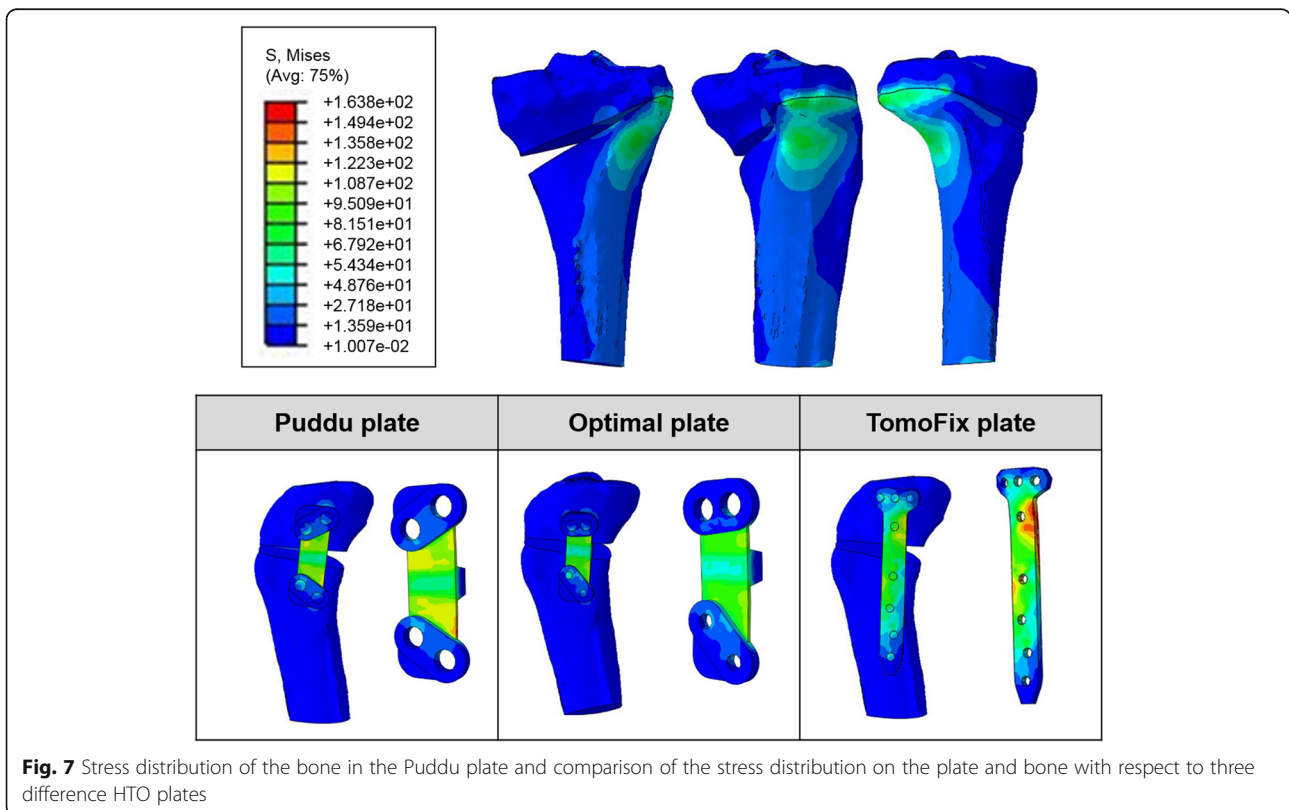 S, Mises
(Avg: 75%)
+1.638e+02
+1.494e+02
+1.358e+02
+1.223e+02
+1.087e+02
+9.509e+01
+8.151e+01
+6.792e+01
+5.434e+01
+4.876e+01
+2.718e+01
+1.359e+01
+1.007e-02
Puddu plate
Optimal plate
TomoFix plate
Fig. 7 Stress distribution of the bone in the Puddu plate and comparison of the stress distribution on the plate and bone with respect to three
difference HTO plates